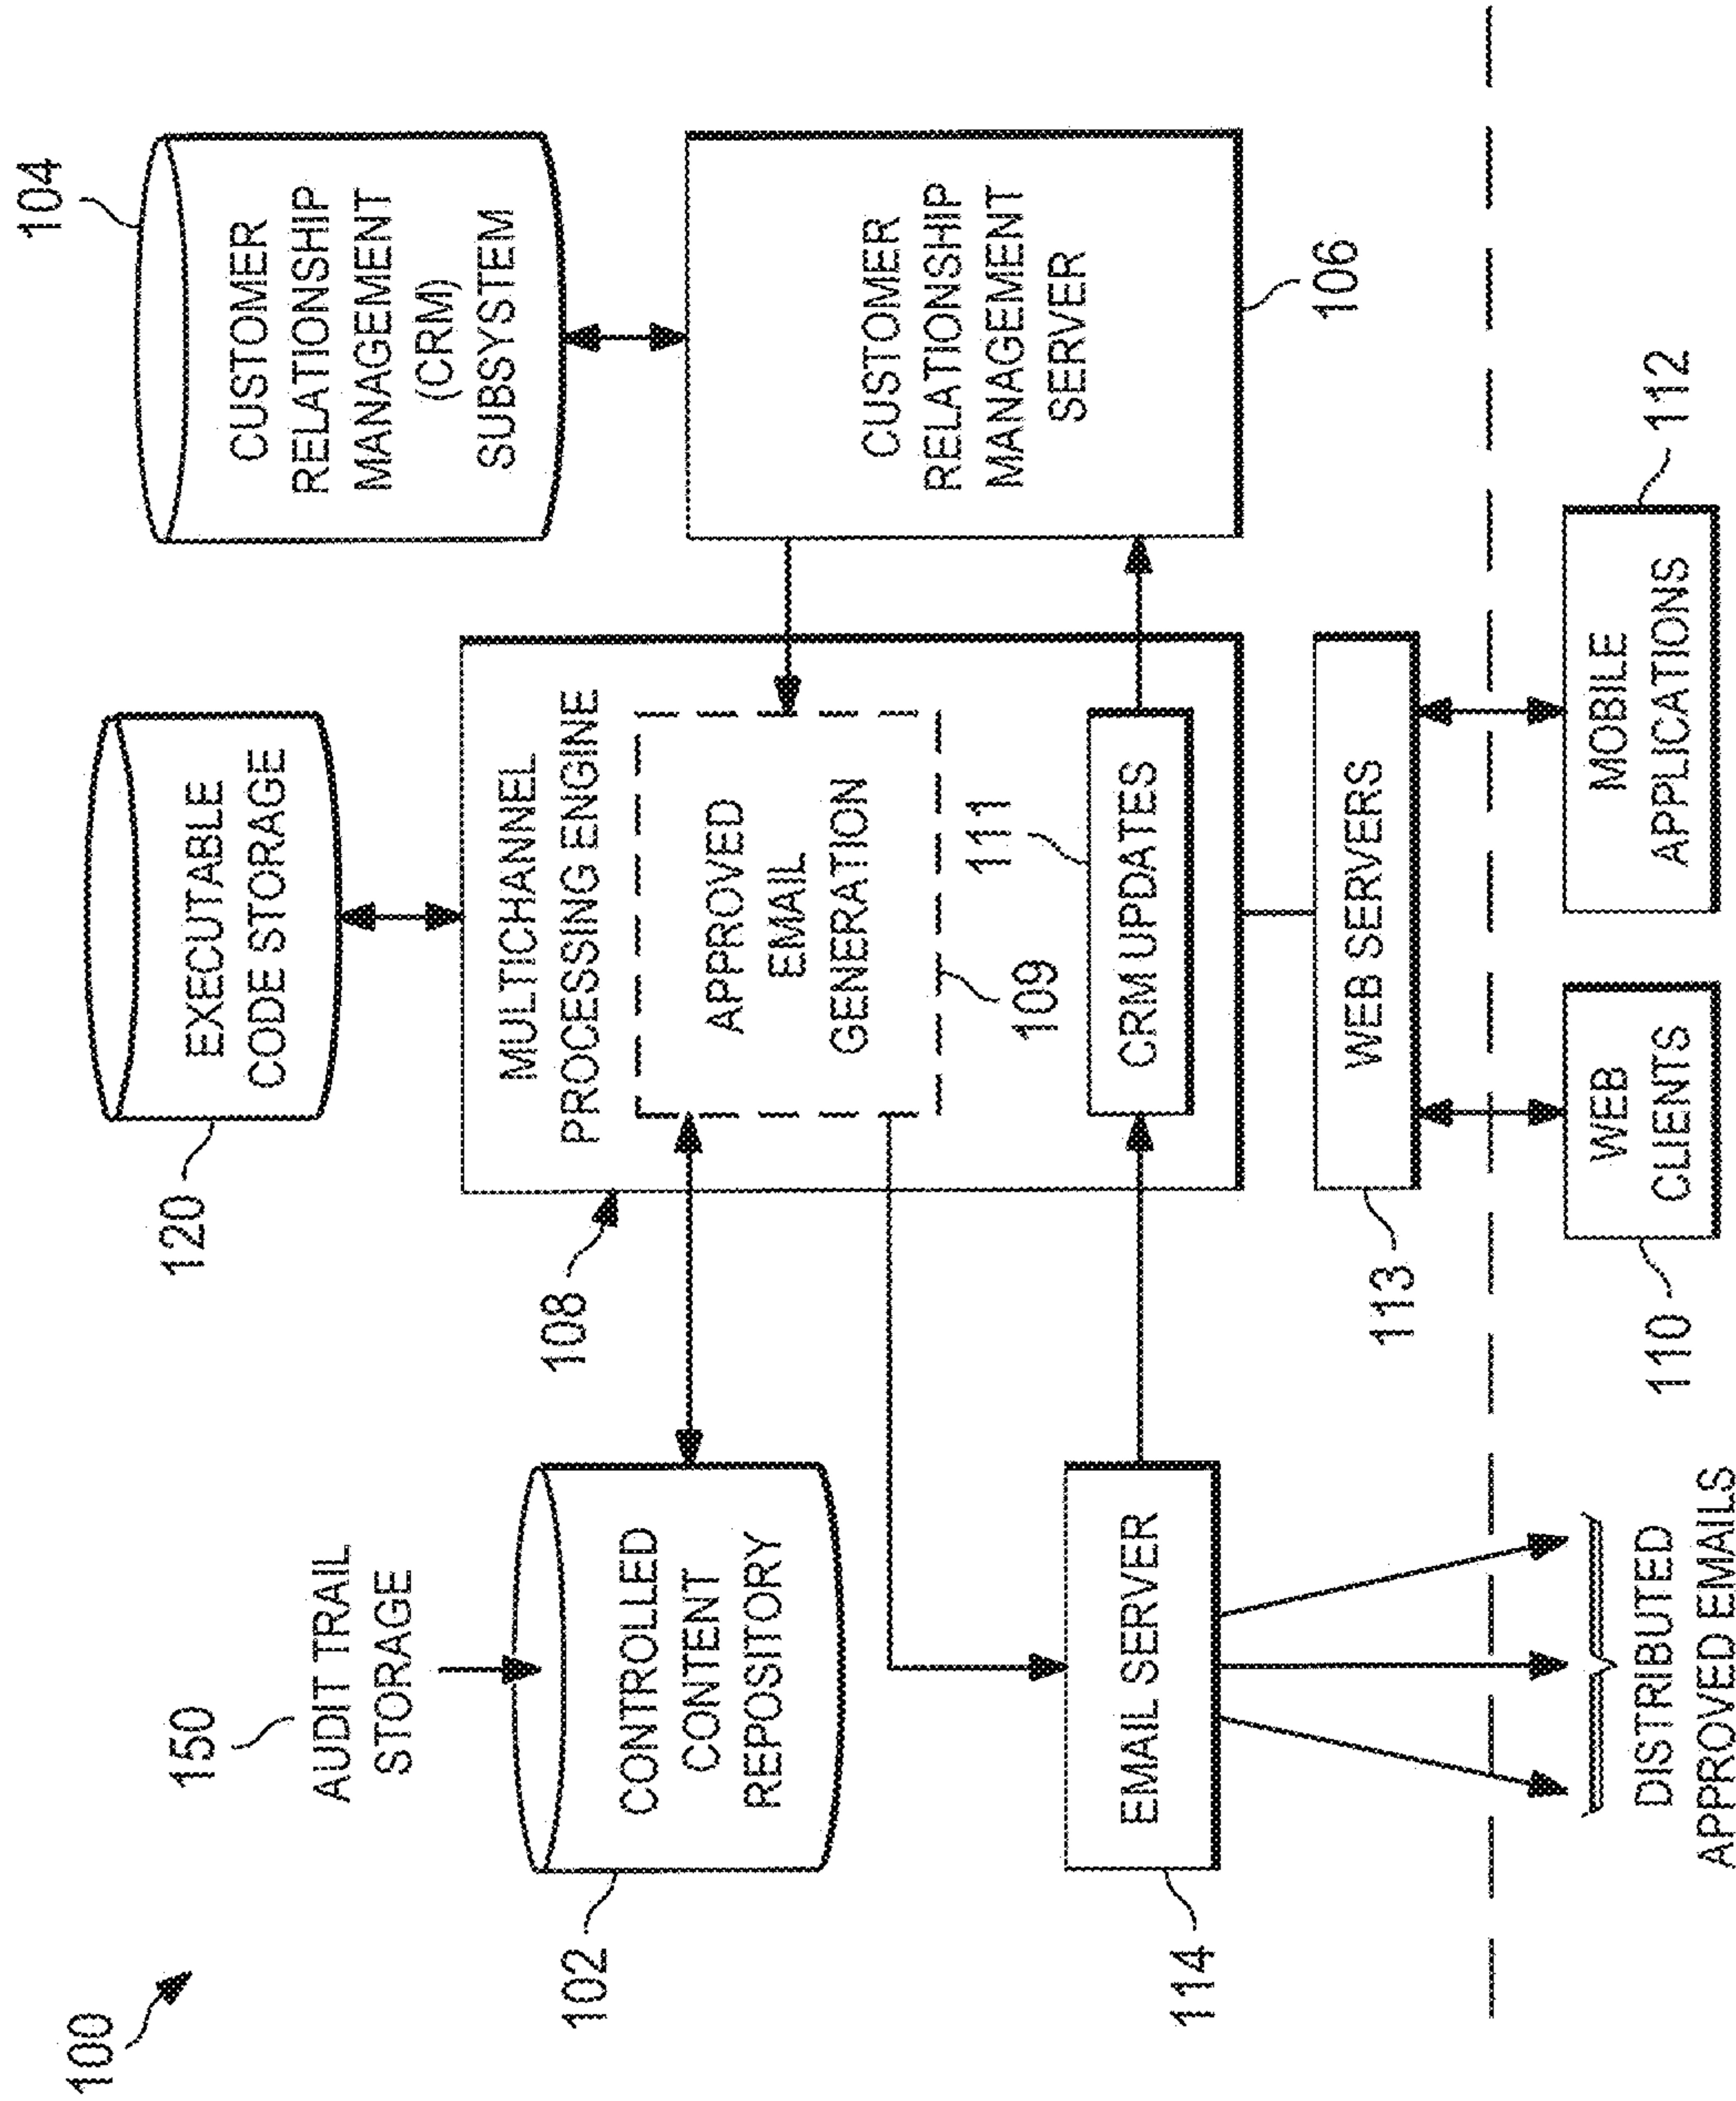 100
150
AUDIT TRAIL
STORAGE
120
EXECUTABLE
CODE STORAGE
104
CUSTOMER
RELATIONSHIP
MANAGEMENT
(CRM)
SUBSYSTEM
102
CONTROLLED
CONTENT
REPOSITORY
108
MULTICHANNEL
PROCESSING ENGINE
APPROVED
EMAIL
GENERATION
109
111
CRM UPDATES
CUSTOMER
RELATIONSHIP
MANAGEMENT
SERVER
106
114
EMAIL SERVER
113
WEB SERVERS
110
WEB
CLIENTS
MOBILE
APPLICATIONS
112
DISTRIBUTED
APPROVED EMAILS